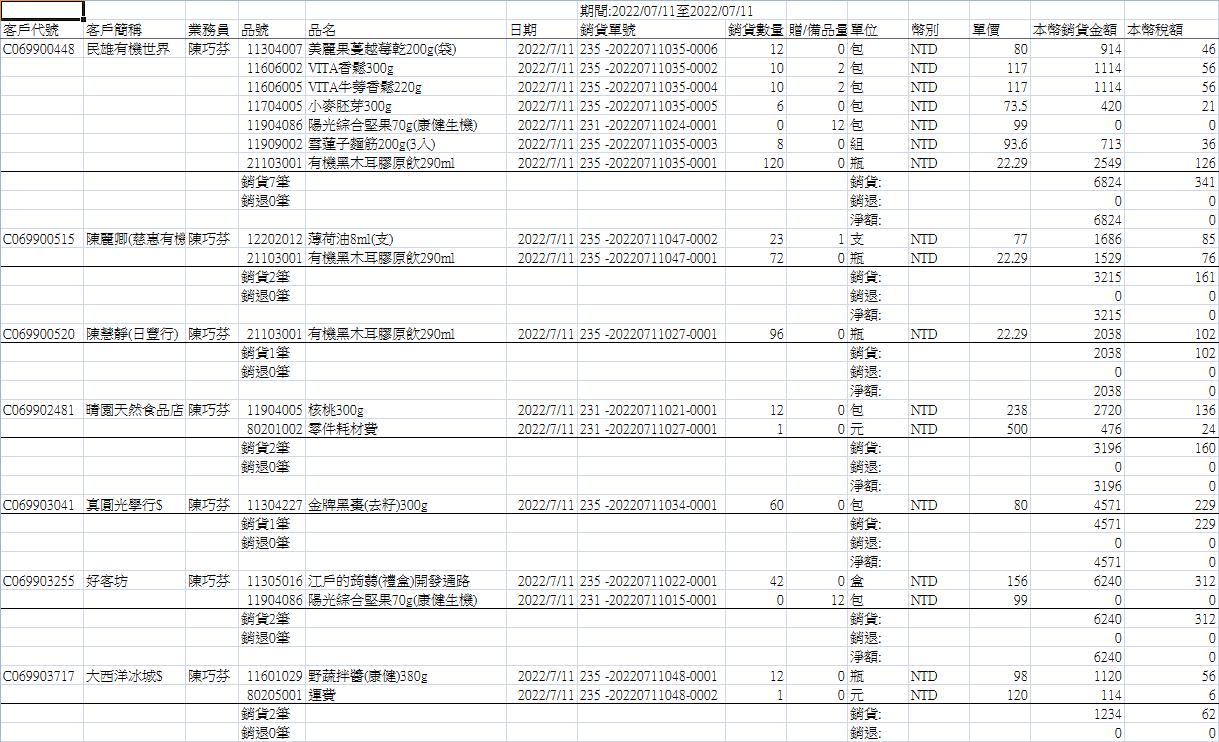 期間:2022/07/11至2022/07/11
客戶代號 客戶簡稱 業務員 品號 品名 日期 銷貨單號 銷貨數量 贈/備品量 單位 幣別 單價 本幣銷貨金額 本幣稅額
C069900448 民雄有機世界 陳巧芬 11304007 美麗果蔓越莓乾200g(袋) 2022/7/11 235 -20220711035-0006 12 0 包 NTD 80 914 46
11606002 VITA香鬆300g 2022/7/11 235 -20220711035-0002 10 2 包 NTD 117 1114 56
11606005 VITA牛蒡香鬆220g 2022/7/11 235 -20220711035-0004 10 2 包 NTD 117 1114 56
11704005 小麥胚芽300g 2022/7/11 235 -20220711035-0005 6 0 包 NTD 73.5 420 21
11904086 陽光綜合堅果70g(康健生機) 2022/7/11 231 -20220711024-0001 0 12 包 NTD 99 0 0
11909002 雪蓮子麵筋200g(3入) 2022/7/11 235 -20220711035-0003 8 0 組 NTD 93.6 713 36
21103001 有機黑木耳膠原飲290ml 2022/7/11 235 -20220711035-0001 120 0 瓶 NTD 22.29 2549 126
銷貨7筆 銷貨: 6824 341
銷退0筆 銷退: 0 0
淨額: 6824 0
C069900515 陳麗卿(慈惠有機 陳巧芬 12202012 薄荷油8ml(支) 2022/7/11 235 -20220711047-0002 23 1 支 NTD 77 1686 85
21103001 有機黑木耳膠原飲290ml 2022/7/11 235 -20220711047-0001 72 0 瓶 NTD 22.29 1529 76
銷貨2筆 銷貨: 3215 161
銷退0筆 銷退: 0 0
淨額: 3215 0
C069900520 陳慧靜(日豐行) 陳巧芬 21103001 有機黑木耳膠原飲290ml 2022/7/11 235 -20220711027-0001 96 0 瓶 NTD 22.29 2038 102
銷貨1筆 銷貨: 2038 102
銷退0筆 銷退: 0 0
淨額: 2038 0
C069902481 晴園天然食品店 陳巧芬 11904005 核桃300g 2022/7/11 231 -20220711021-0001 12 0 包 NTD 238 2720 136
80201002 零件耗材費 2022/7/11 231 -20220711027-0001 1 0 元 NTD 500 476 24
銷貨2筆 銷貨: 3196 160
銷退0筆 銷退: 0 0
淨額: 3196 0
C069903041 真圓光學行$ 陳巧芬 11304227 金牌黑棗(去籽)300g 2022/7/11 231 -20220711034-0001 60 0 包 NTD 80 4571 229
銷貨1筆 銷貨: 4571 229
銷退0筆 銷退: 0 0
淨額: 4571 0
C069903255 好客坊 陳巧芬 11305016 江戶的蒟蒻(禮盒)開發通路 2022/7/11 235 -20220711022-0001 42 0 盒 NTD 156 6240 312
11904086 陽光綜合堅果70g(康健生機) 2022/7/11 231 -20220711015-0001 0 12 包 NTD 99 0 0
銷貨2筆 銷貨: 6240 312
銷退0筆 銷退: 0 0
淨額: 6240 0
C069903717 大西洋冰城$ 陳巧芬 11601029 野蔬拌醬(康健)380g 2022/7/11 235 -20220711048-0001 12 0 瓶 NTD 98 1120 56
80205001 運費 2022/7/11 235 -20220711048-0002 1 0 元 NTD 120 114 6
銷貨2筆 銷貨: 1234 62
銷退0筆 銷退: 0 0